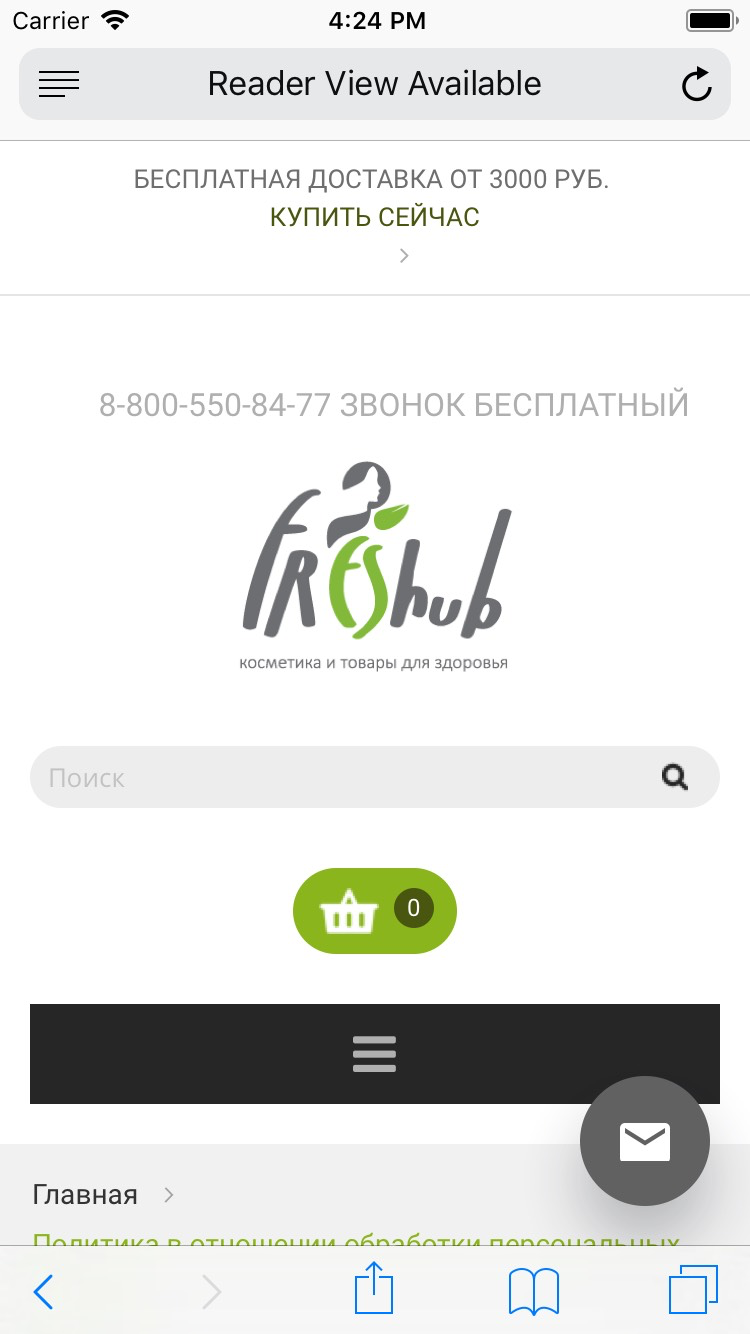 Carrier 4:24 PM
Reader View Available
БЕСПЛАТНАЯ ДОСТАВКА ОТ 3000 РУБ.
КУПИТЬ СЕЙЧАС
8-800-550-84-77 ЗВОНОК БЕСПЛАТНЫЙ
FREShub
косметика и товары для здоровья
Поиск
0
Главная
Политика в отношении обработки персональных